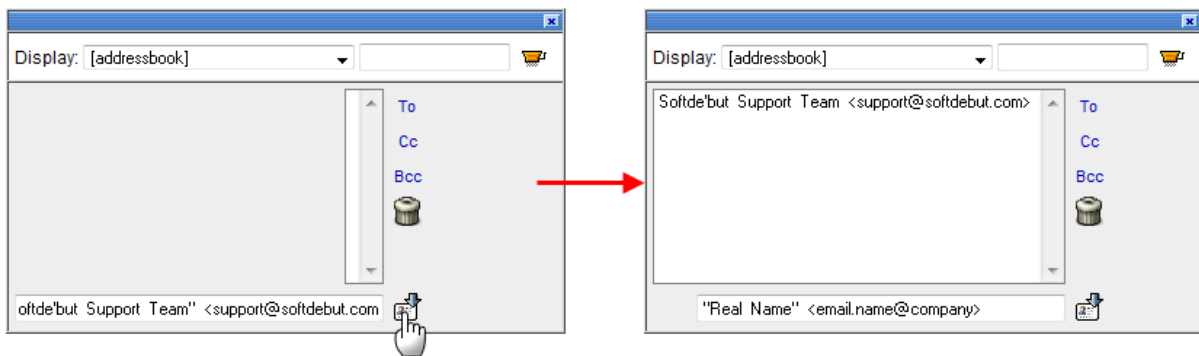 Display: [addressbook]
To
Cc
Bcc
oftde'but Support Team" <support@softdebut.com
Display: [addressbook]
Softde'but Support Team <support@softdebut.com>
To
Cc
Bcc
"Real Name" <email.name@company>